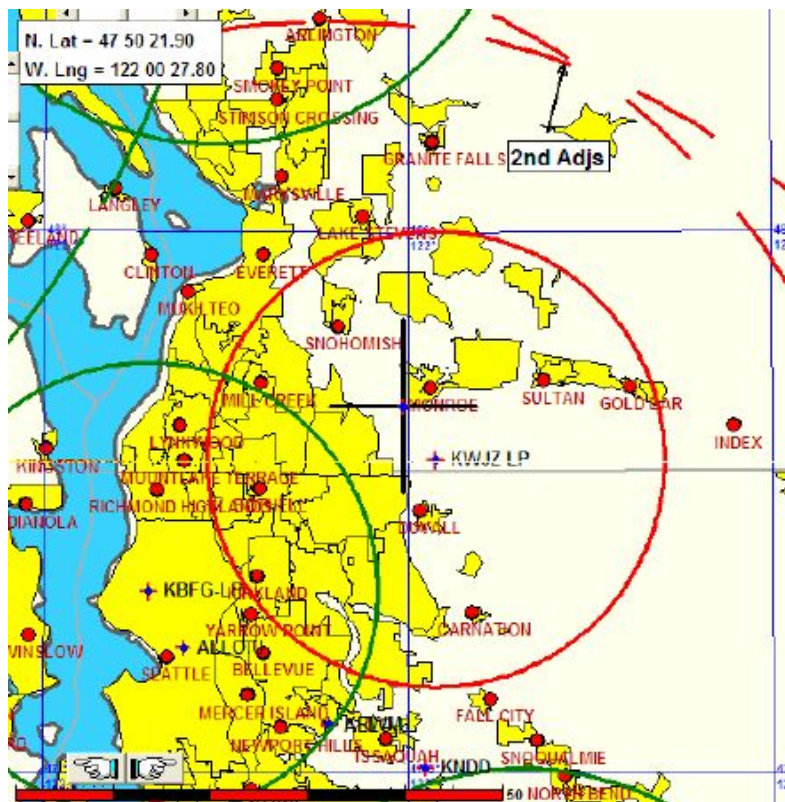 N. Lat = 47 50 21.90
W. Lng = 122 00 27.80
ARLINGTON
SMOKEY POINT
STIMSON CROSSING
GRANITE FALLS
2nd Adjs
MARYSVILLE
LANGLEY
LAKE STEVENS
122°
CLINTON
EVERETT
MUKILTEO
SNOHOMISH
MILL CREEK
MONROE
SULTAN
GOLD BAR
INDEX
LYNNWOOD
KINGSTON
KWJZ LP
MOUNTLAKE TERRACE
RICHMOND HIGHLANDS
BOTHELL
DUVALL
KBFG-LP
KIRKLAND
YARROW POINT
CARNATION
WINSLOW
ALLOT
SEATTLE
BELLEVUE
MERCER ISLAND
FALL CITY
NEWPORT HILLS
ISSAQUAH
SNOQUALMIE
KNDD
NORTH BEND
50